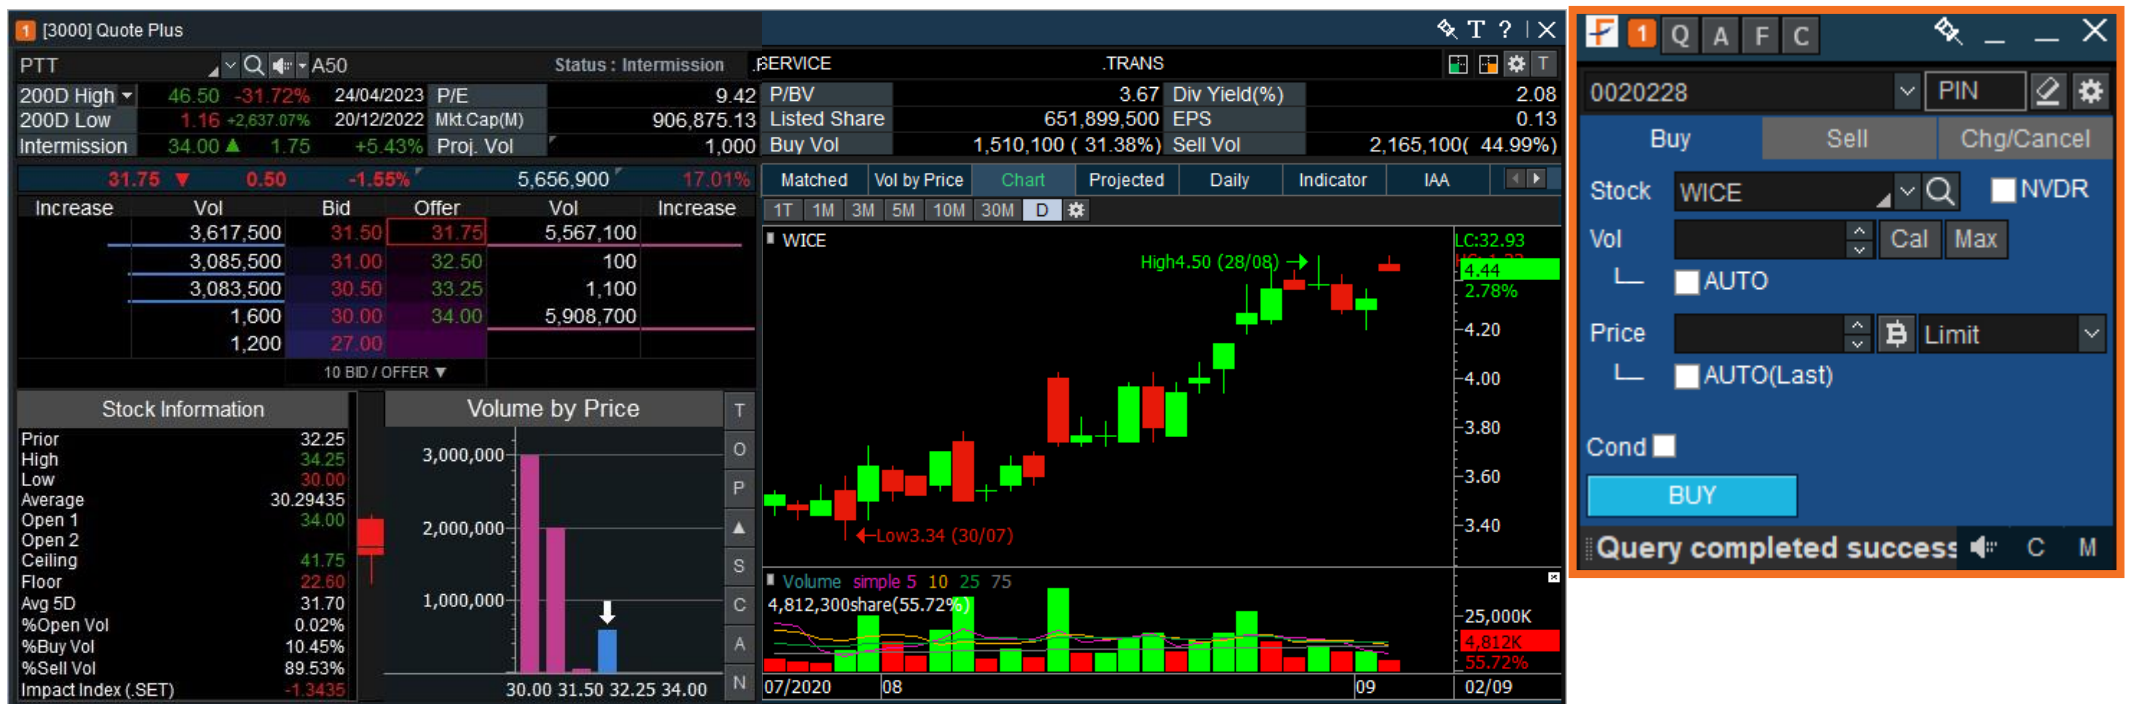 1 [3000] Quote Plus T ? X
PTT A50 Status : Intermission .SERVICE .TRANS T
200D High 46.50 -31.72% 24/04/2023 P/E 9.42 P/BV 3.67 Div Yield(%) 2.08
200D Low 1.16 +2,637.07% 20/12/2022 Mkt.Cap(M) 906,875.13 Listed Share 651,899,500 EPS 0.13
Intermission 34.00 ▲ 1.75 +5.43% Proj. Vol 1,000 Buy Vol 1,510,100 ( 31.38%) Sell Vol 2,165,100( 44.99%)
31.75 ▼ 0.50 -1.55% 5,656,900 17.01%
Increase Vol Bid Offer Vol Increase
3,617,500 31.50 31.75 5,567,100
3,085,500 31.00 32.50 100
3,083,500 30.50 33.25 1,100
1,600 30.00 34.00 5,908,700
1,200 27.00
10 BID / OFFER ▼
Stock Information
Prior 32.25
High 34.25
Low 30.00
Average 30.29435
Open 1 34.00
Open 2
Ceiling 41.75
Floor 22.60
Avg 5D 31.70
%Open Vol 0.02%
%Buy Vol 10.45%
%Sell Vol 89.53%
Impact Index (.SET) -1.3435
Volume by Price
3,000,000
2,000,000
1,000,000
30.00 31.50 32.25 34.00
T
O
P
▲
S
C
A
N
Matched Vol by Price Chart Projected Daily Indicator IAA
1T 1M 3M 5M 10M 30M D
WICE
High4.50 (28/08)
Low3.34 (30/07)
LC:32.93
4.44
2.78%
4.20
4.00
3.80
3.60
3.40
Volume simple 5 10 25 75
4,812,300share(55.72%)
25,000K
4,812K
55.72%
07/2020 08 09 02/09
1 Q A F C
0020228 PIN
Buy Sell Chg/Cancel
Stock WICE NVDR
Vol Cal Max
AUTO
Price Limit
AUTO(Last)
Cond
BUY
Query completed success C M